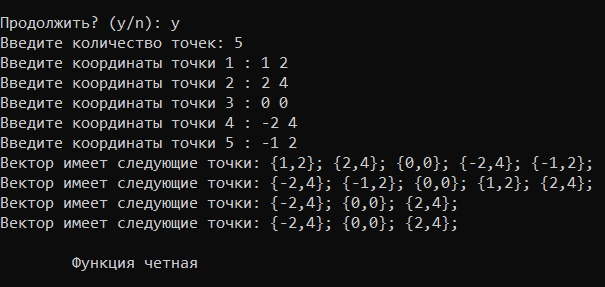 Продолжить? (y/n): y
Введите количество точек: 5
Введите координаты точки 1 : 1 2
Введите координаты точки 2 : 2 4
Введите координаты точки 3 : 0 0
Введите координаты точки 4 : -2 4
Введите координаты точки 5 : -1 2
Вектор имеет следующие точки: {1,2}; {2,4}; {0,0}; {-2,4}; {-1,2};
Вектор имеет следующие точки: {-2,4}; {-1,2}; {0,0}; {1,2}; {2,4};
Вектор имеет следующие точки: {-2,4}; {0,0}; {2,4};
Вектор имеет следующие точки: {-2,4}; {0,0}; {2,4};
Функция четная